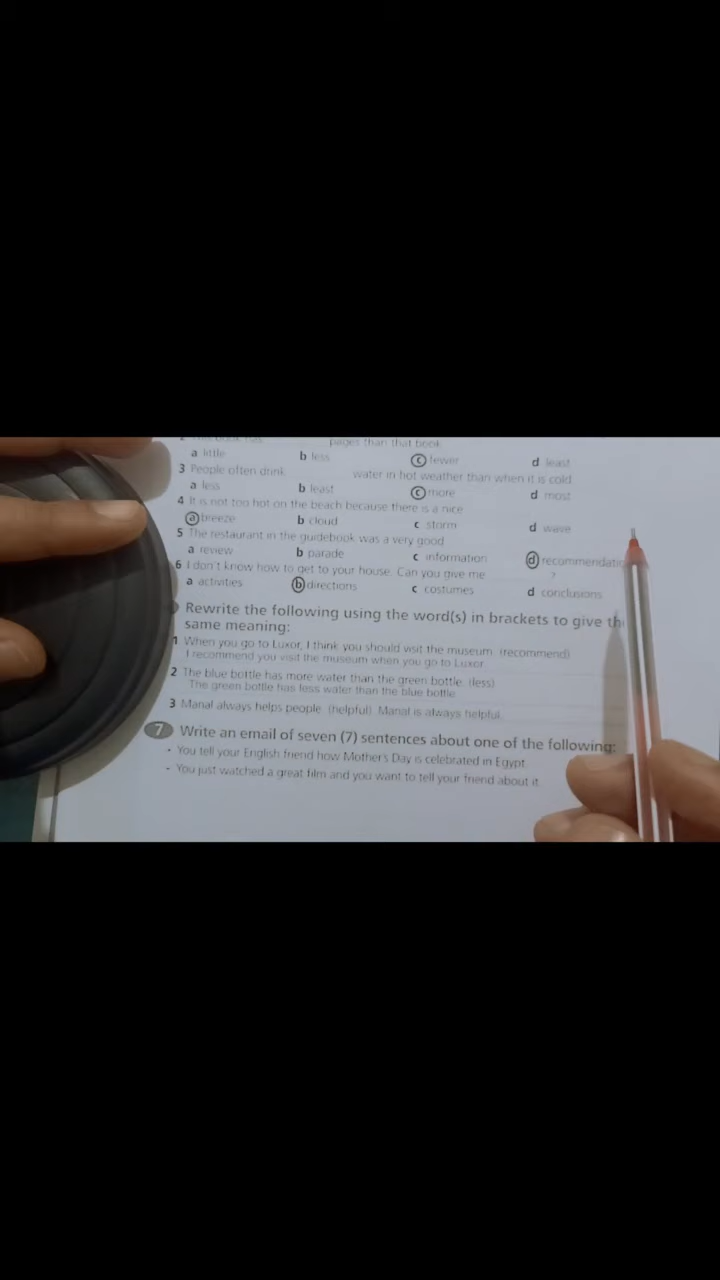 pages than that book.
a little b less c fewer d least
3 People often drink water in hot weather than when it is cold.
a less b least c more d most
4 It is not too hot on the beach because there is a nice
a breeze b cloud c storm d wave
5 The restaurant in the guidebook was a very good
a review b parade c information d recommendatio
6 I don't know how to get to your house. Can you give me ?
a activities b directions c costumes d conclusions
Rewrite the following using the word(s) in brackets to give th
same meaning:
1 When you go to Luxor, I think you should visit the museum. (recommend)
I recommend you visit the museum when you go to Luxor.
2 The blue bottle has more water than the green bottle. (less)
The green bottle has less water than the blue bottle.
3 Manal always helps people. (helpful) Manal is always helpful.
7 Write an email of seven (7) sentences about one of the following:
- You tell your English friend how Mother's Day is celebrated in Egypt.
- You just watched a great film and you want to tell your friend about it.